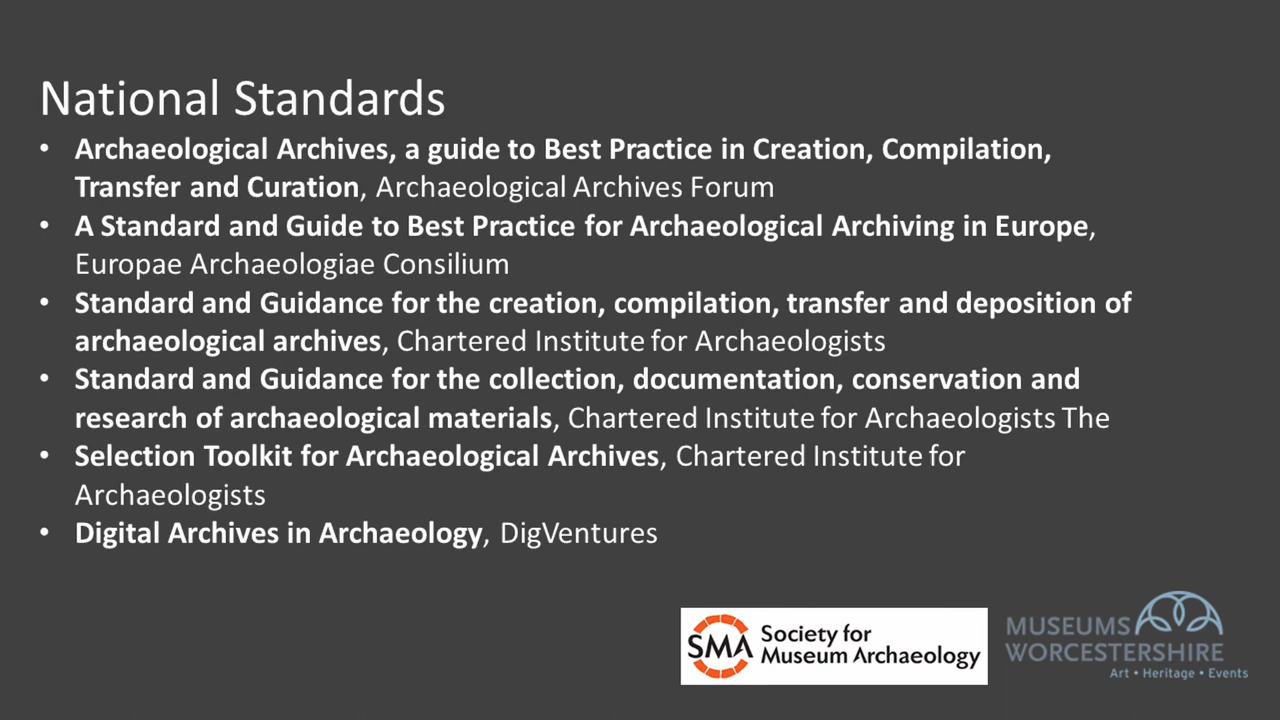 National Standards
• Archaeological Archives, a guide to Best Practice in Creation, Compilation,
Transfer and Curation, Archaeological Archives Forum
• A Standard and Guide to Best Practice for Archaeological Archiving in Europe,
Europae Archaeologiae Consilium
• Standard and Guidance for the creation, compilation, transfer and deposition of
archaeological archives, Chartered Institute for Archaeologists
• Standard and Guidance for the collection, documentation, conservation and
research of archaeological materials, Chartered Institute for Archaeologists The
• Selection Toolkit for Archaeological Archives, Chartered Institute for
Archaeologists
• Digital Archives in Archaeology, DigVentures
SMA
Society for
Museum Archaeology
MUSEUMS
WORCESTERSHIRE
Art • Heritage • Events